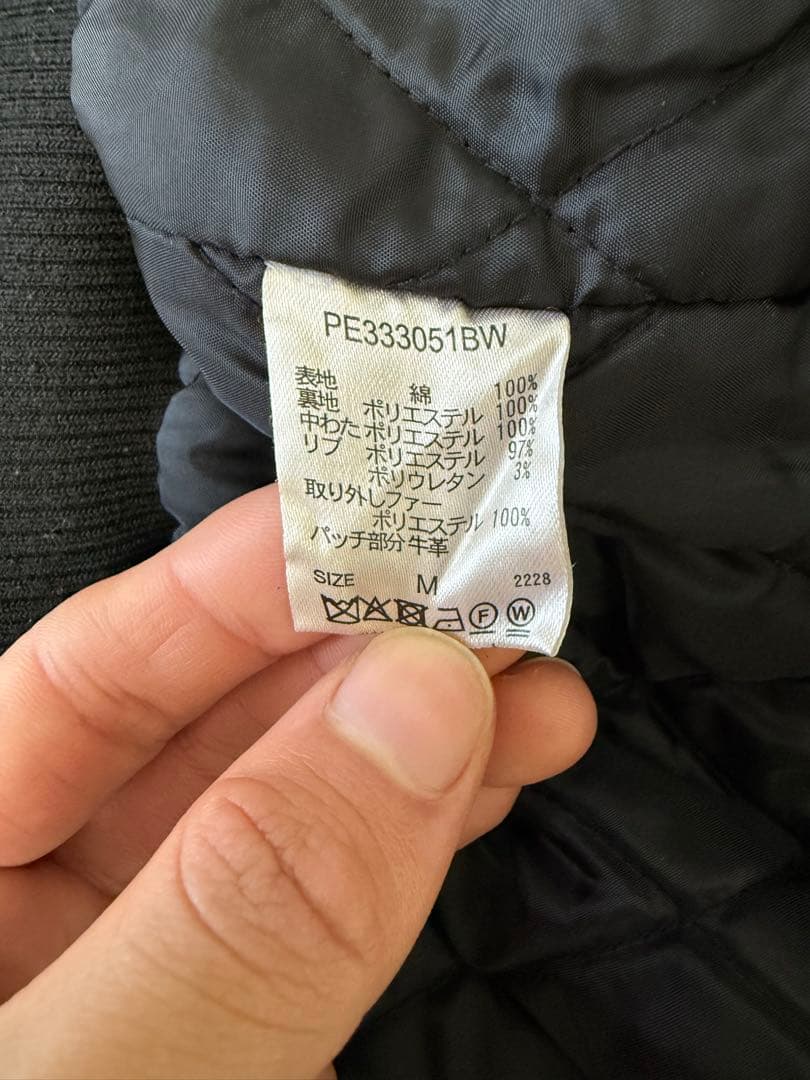 PE333051BW
表地 綿 100%
裏地 ポリエステル 100%
中わた ポリエステル 100%
リブ ポリエステル 97%
ポリウレタン 3%
取り外しファー
ポリエステル 100%
パッチ部分 牛革
SIZE M 2228
F W